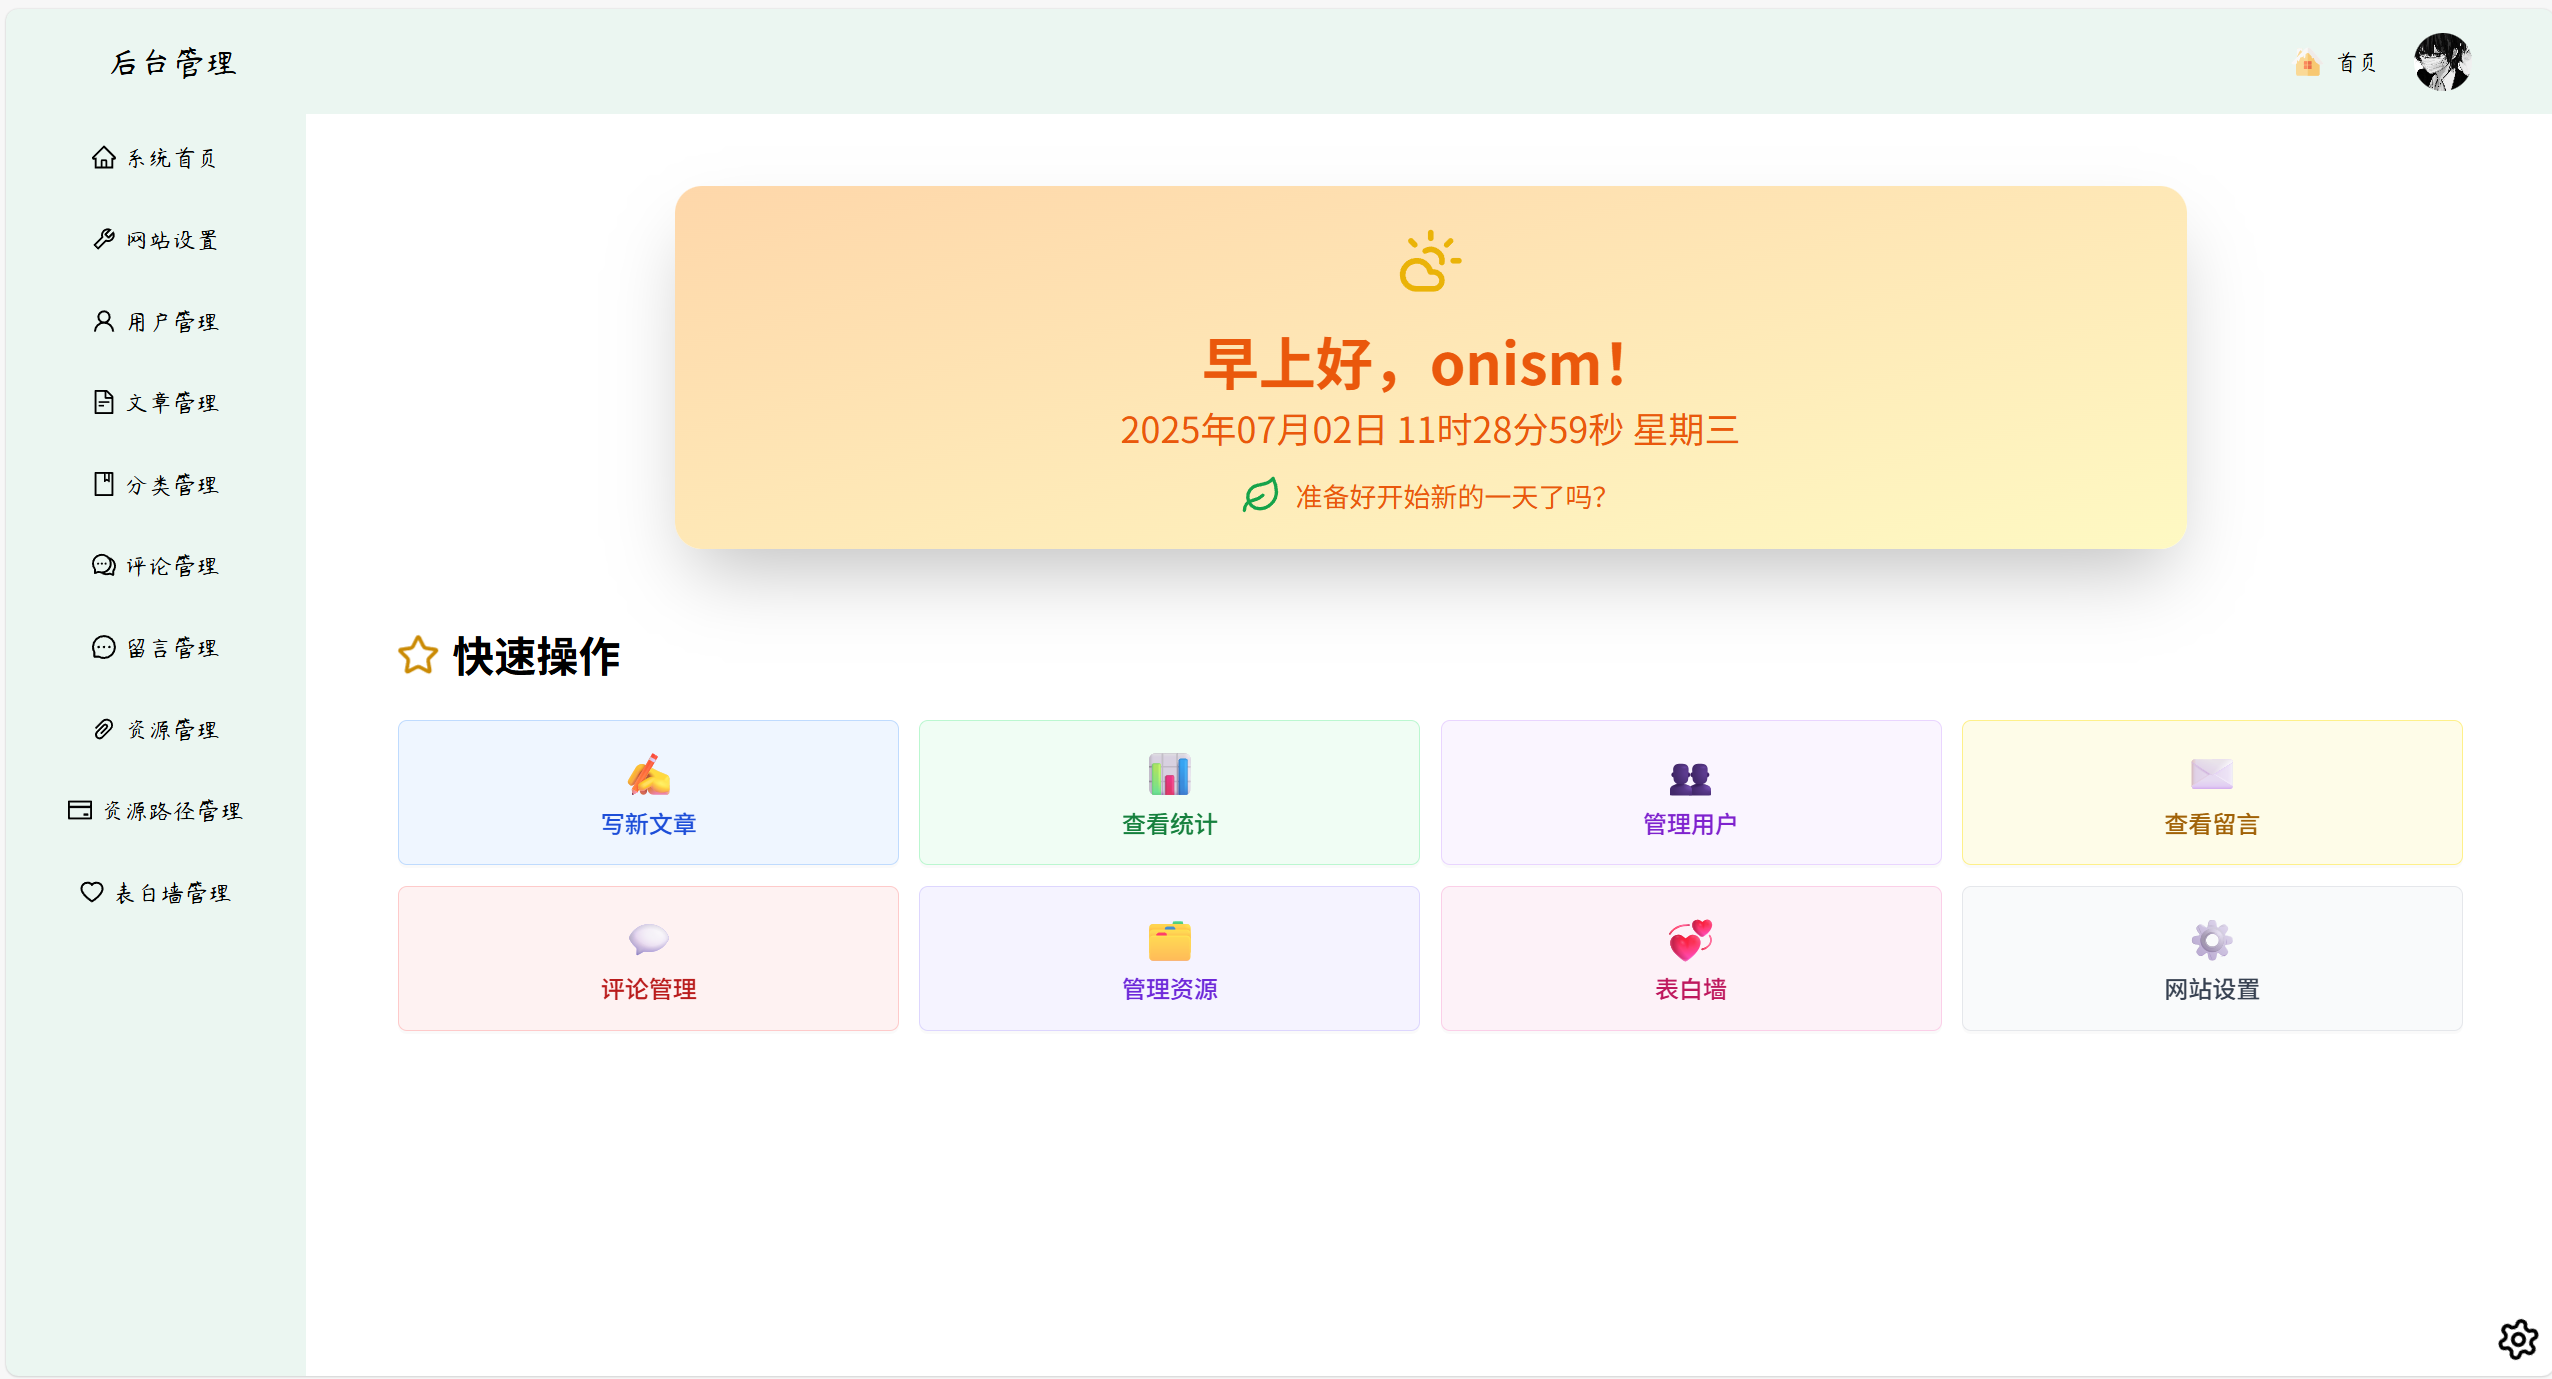 后台管理
首页
系统首页
网站设置
用户管理
文章管理
分类管理
评论管理
留言管理
资源管理
资源路径管理
表白墙管理
早上好，onism！
2025年07月02日 11时28分59秒 星期三
准备好开始新的一天了吗？
快速操作
写新文章
查看统计
管理用户
查看留言
评论管理
管理资源
表白墙
网站设置